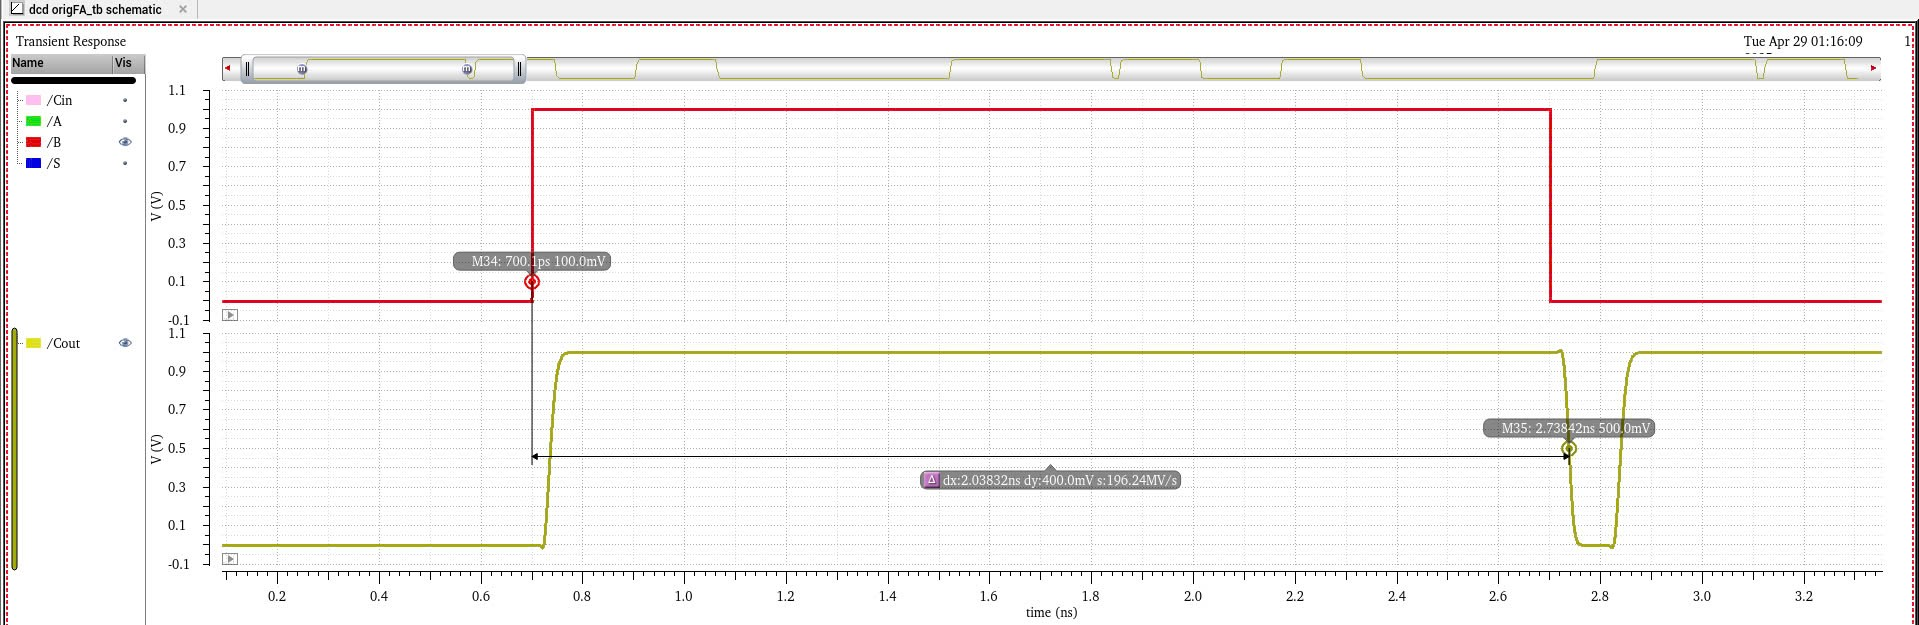 dcd origFA_tb schematic ×
Transient Response
Tue Apr 29 01:16:09
1
Name Vis
m m
/Cin
/A
/B
/S
1.1
0.9
0.7
0.5
0.3
0.1
-0.1
V (V)
M34: 700.1ps 100.0mV
/Cout
1.1
0.9
0.7
0.5
0.3
0.1
-0.1
V (V)
M35: 2.73842ns 500.0mV
Δ dx:2.03832ns dy:400.0mV s:196.24MV/s
0.2 0.4 0.6 0.8 1.0 1.2 1.4 1.6 1.8 2.0 2.2 2.4 2.6 2.8 3.0 3.2
time (ns)